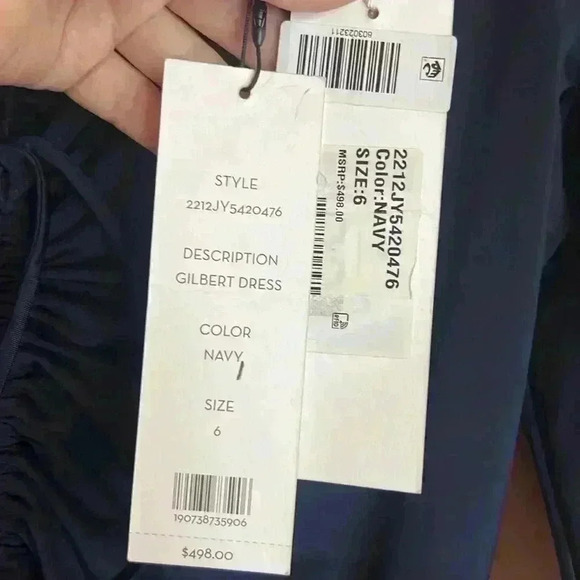 STYLE
2212JY5420476
DESCRIPTION
GILBERT DRESS
COLOR
NAVY
SIZE
6
190738735906
$498.00
803023211
2212JY5420476
Color:NAVY
SIZE:6
MSRP:$498.00